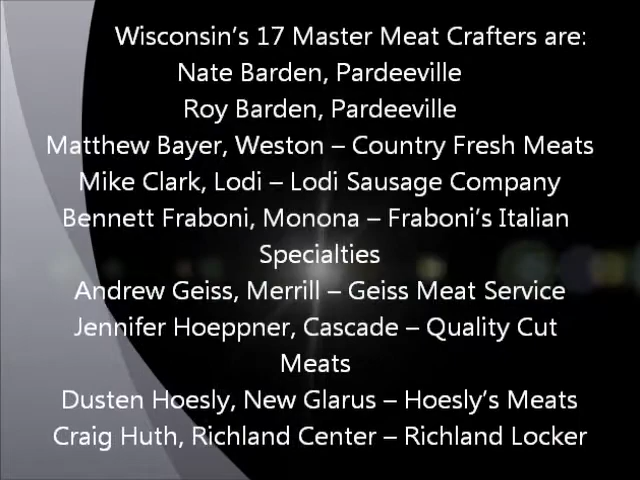 Wisconsin’s 17 Master Meat Crafters are:
Nate Barden, Pardeeville
Roy Barden, Pardeeville
Matthew Bayer, Weston – Country Fresh Meats
Mike Clark, Lodi – Lodi Sausage Company
Bennett Fraboni, Monona – Fraboni’s Italian
Specialties
Andrew Geiss, Merrill – Geiss Meat Service
Jennifer Hoeppner, Cascade – Quality Cut
Meats
Dusten Hoesly, New Glarus – Hoesly’s Meats
Craig Huth, Richland Center – Richland Locker